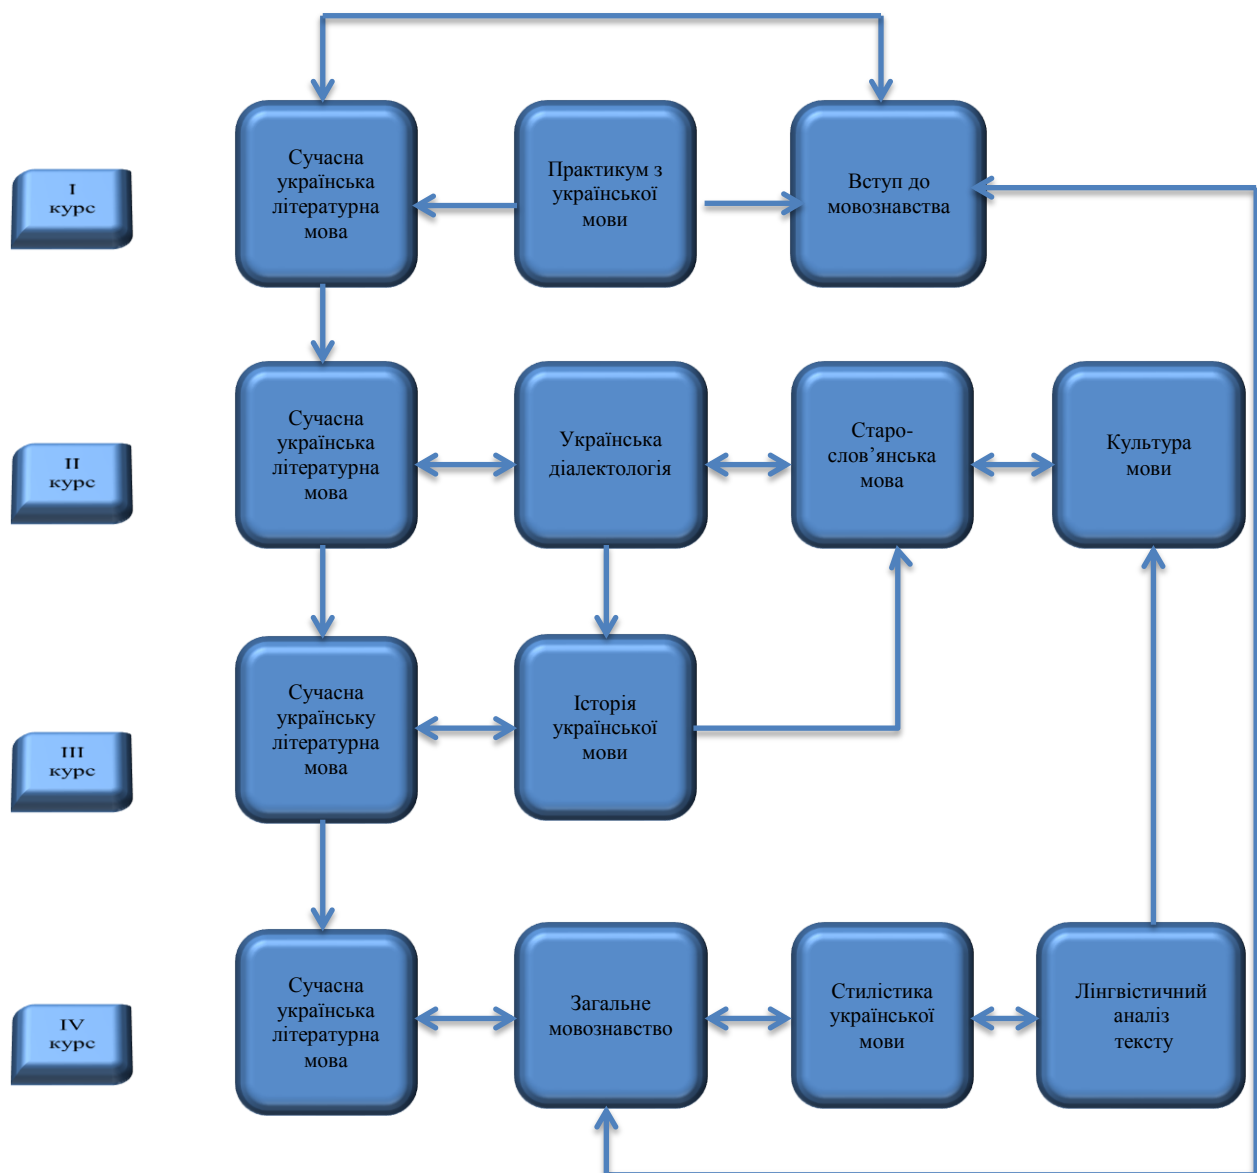 I
курс
Сучасна
українська
літературна
мова
Практикум з
української
мови
Вступ до
мовознавства
II
курс
Сучасна
українська
літературна
мова
Українська
діалектологія
Старо-
слов’янська
мова
Культура
мови
III
курс
Сучасна
українську
літературна
мова
Історія
української
мови
IV
курс
Сучасна
українська
літературна
мова
Загальне
мовознавство
Стилістика
української
мови
Лінгвістичний
аналіз
тексту